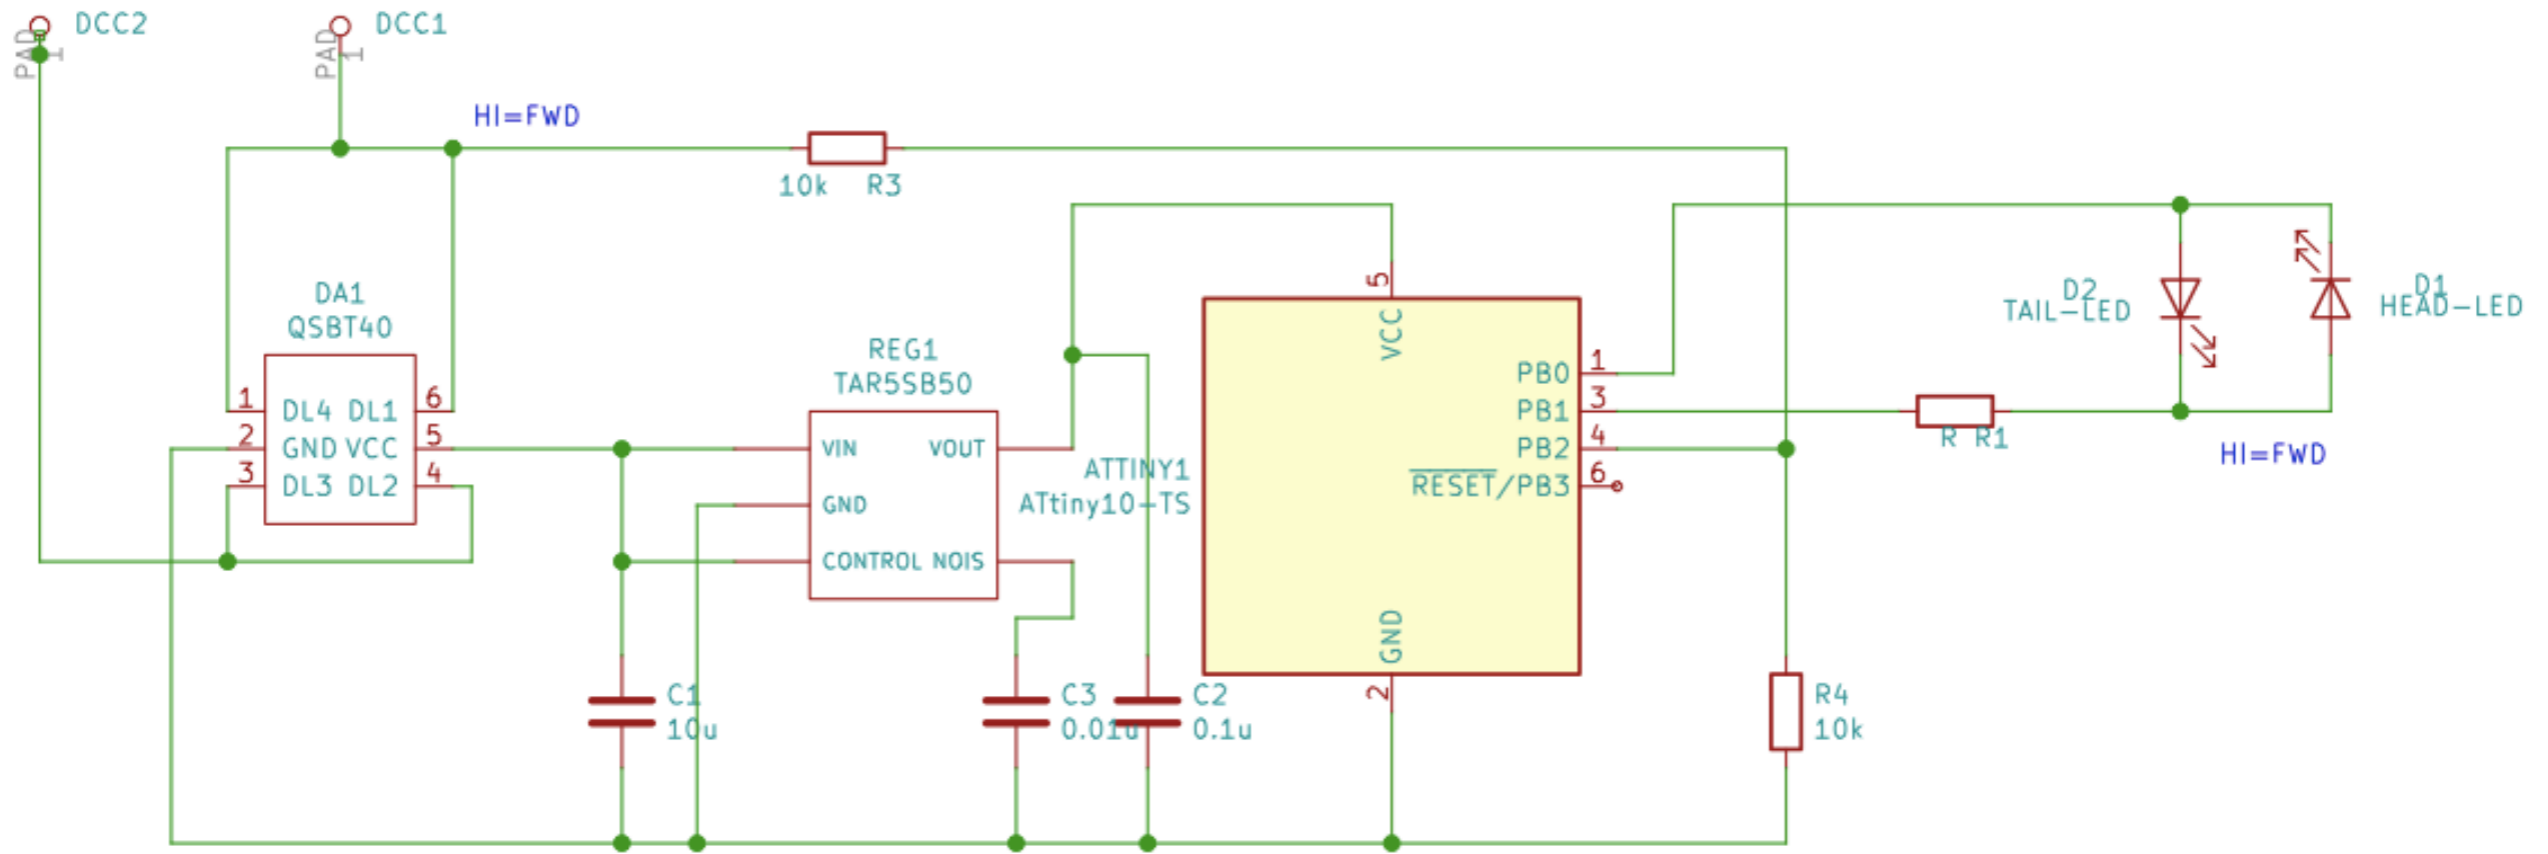 DCC2
DCC1
PAD
1
PAD
1
HI=FWD
10k R3
DA1
QSBT40
1 DL4 DL1 6
2 GND VCC 5
3 DL3 DL2 4
REG1
TAR5SB50
VIN VOUT
GND
CONTROL NOIS
ATTINY1
ATtiny10-TS
5
VCC
PB0 1
PB1 3
PB2 4
RESET/PB3 6
GND
2
D2
TAIL-LED
D1
HEAD-LED
R R1
HI=FWD
C1
10u
C3
0.01u
C2
0.1u
R4
10k